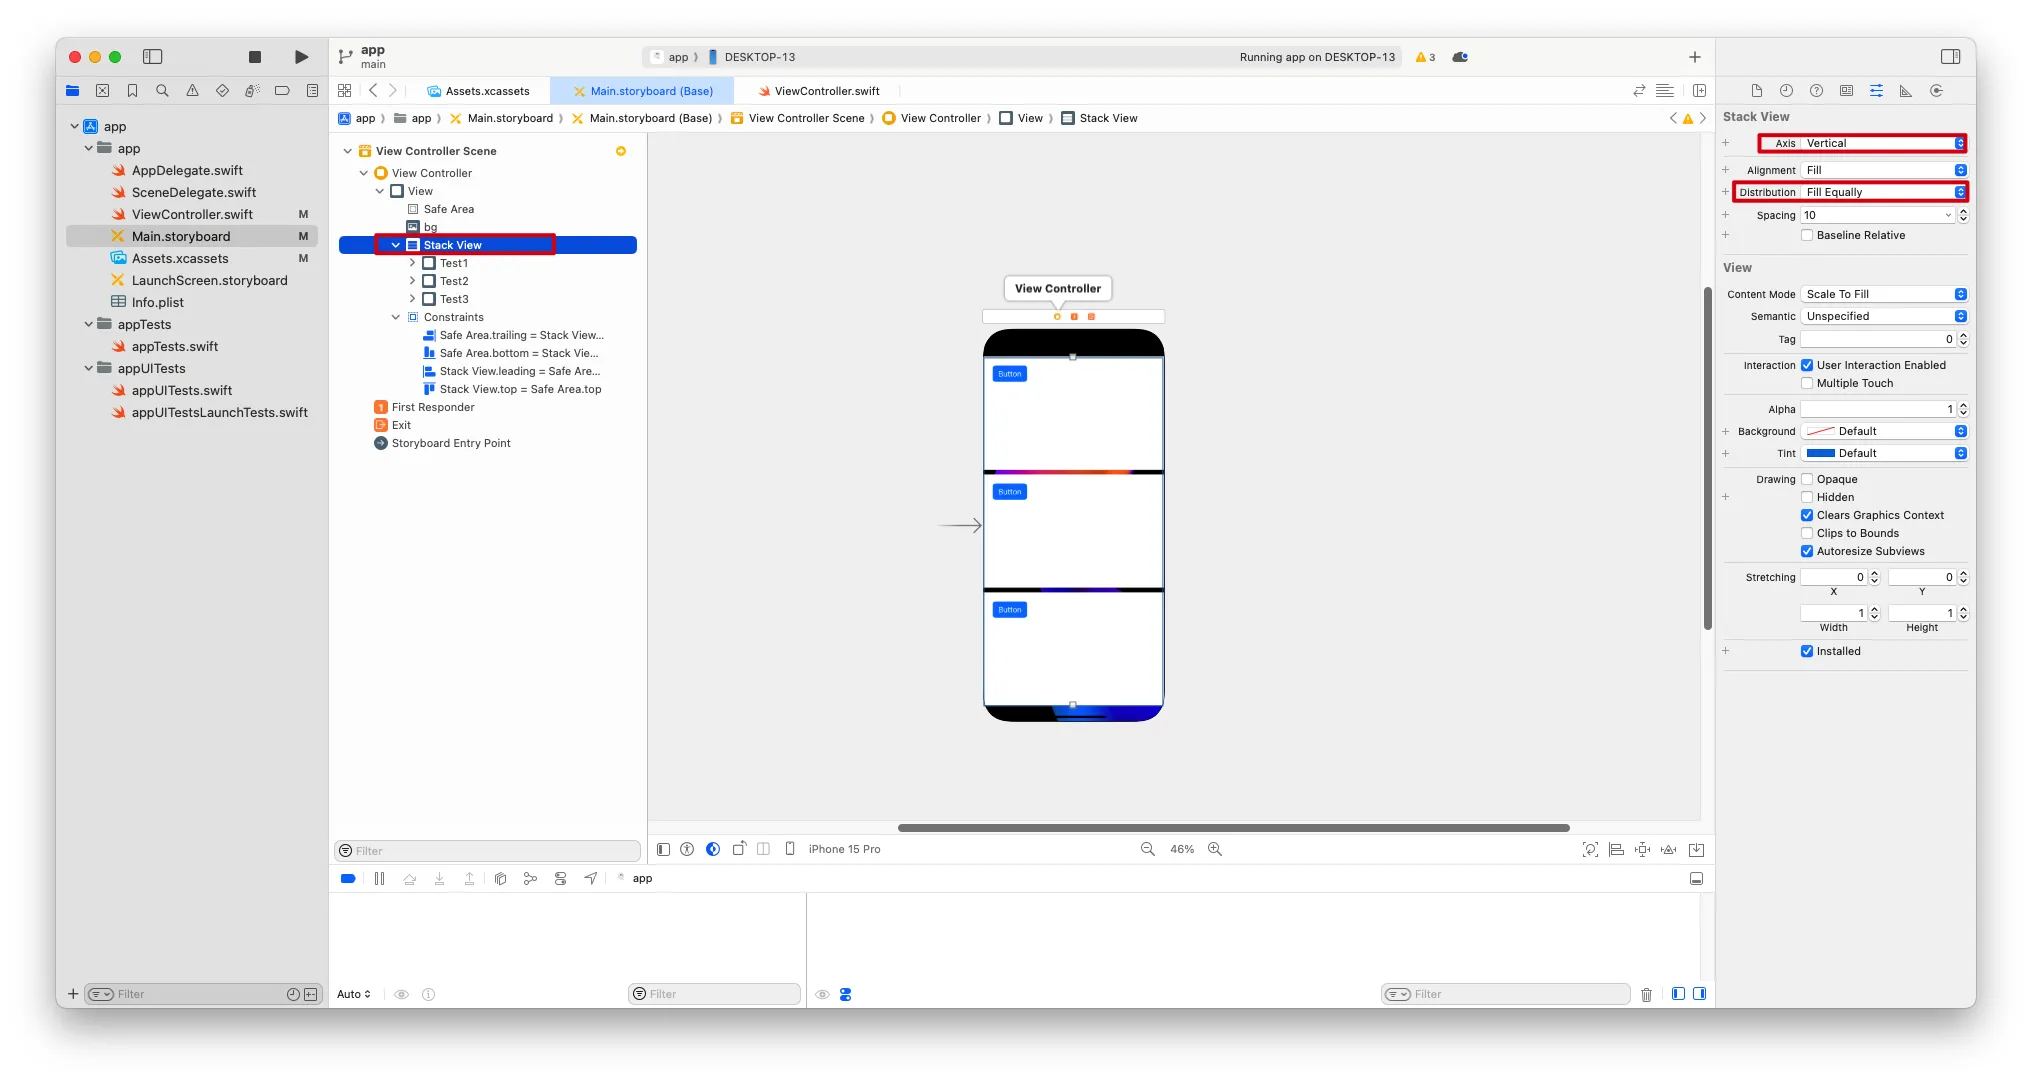 app
main
app
DESKTOP-13
Running app on DESKTOP-13
3
Assets.xcassets
Main.storyboard (Base)
ViewController.swift
app
app
Main.storyboard
Main.storyboard (Base)
View Controller Scene
View Controller
View
Stack View
app
app
AppDelegate.swift
SceneDelegate.swift
ViewController.swift M
Main.storyboard M
Assets.xcassets M
LaunchScreen.storyboard
Info.plist
appTests
appTests.swift
appUITests
appUITests.swift
appUITestsLaunchTests.swift
Filter
View Controller Scene
View Controller
View
Safe Area
bg
Stack View
Test1
Test2
Test3
Constraints
Safe Area.trailing = Stack View...
Safe Area.bottom = Stack Vie...
Stack View.leading = Safe Are...
Stack View.top = Safe Area.top
1 First Responder
Exit
Storyboard Entry Point
Filter
View Controller
Button
Button
Button
iPhone 15 Pro
46%
app
Auto
Filter
Filter
Stack View
Axis Vertical
Alignment Fill
Distribution Fill Equally
Spacing 10
Baseline Relative
View
Content Mode Scale To Fill
Semantic Unspecified
Tag 0
Interaction User Interaction Enabled
Multiple Touch
Alpha 1
Background Default
Tint Default
Drawing Opaque
Hidden
Clears Graphics Context
Clips to Bounds
Autoresize Subviews
Stretching 0 0
X Y
1 1
Width Height
Installed